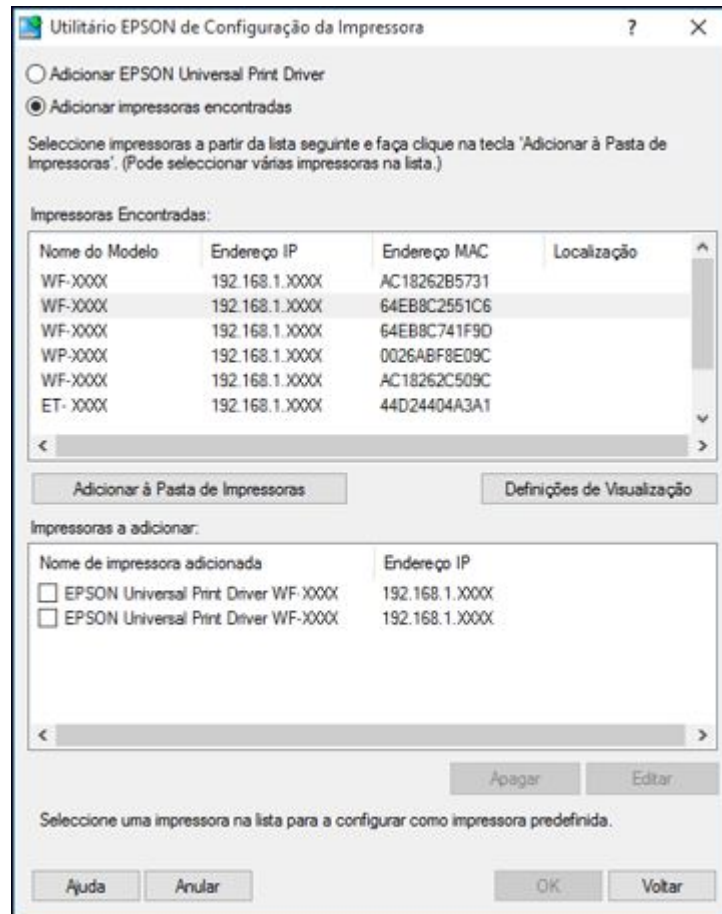 Utilitário EPSON de Configuração da Impressora ? ×
Adicionar EPSON Universal Print Driver
Adicionar impressoras encontradas
Seleccione impressoras a partir da lista seguinte e faça clique na tecla 'Adicionar à Pasta de
Impressoras'. (Pode seleccionar várias impressoras na lista.)
Impressoras Encontradas:
Nome do Modelo Endereço IP Endereço MAC Localização
WF-XXXX 192.168.1.XXXX AC18262B5731
WF-XXXX 192.168.1.XXXX 64EB8C2551C6
WF-XXXX 192.168.1.XXXX 64EB8C741F9D
WP-XXXX 192.168.1.XXXX 0026ABF8E09C
WF-XXXX 192.168.1.XXXX AC18262C509C
ET- XXXX 192.168.1.XXXX 44D24404A3A1
Adicionar à Pasta de Impressoras Definições de Visualização
Impressoras a adicionar:
Nome de impressora adicionada Endereço IP
EPSON Universal Print Driver WF-XXXX 192.168.1.XXXX
EPSON Universal Print Driver WF-XXXX 192.168.1.XXXX
Apagar Editar
Seleccione uma impressora na lista para a configurar como impressora predefinida.
Ajuda Anular OK Voltar